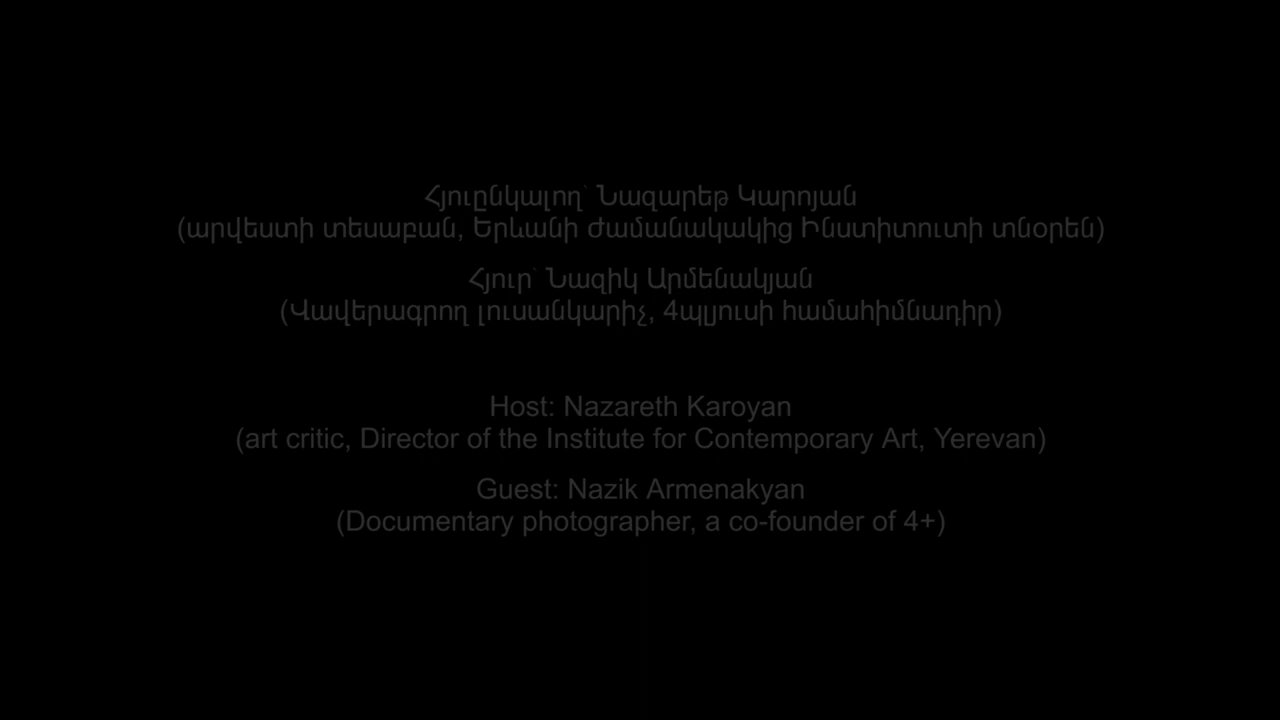 Հյուընկալող՝ Նազարեթ Կարոյան
(արվեստի տեսաբան, Երևանի ժամանակակից Ինստիտուտի տնօրեն)
Հյուր՝ Նազիկ Արմենակյան
(Վավերագրող լուսանկարիչ, 4պլյուսի համահիմնադիր)
Host: Nazareth Karoyan
(art critic, Director of the Institute for Contemporary Art, Yerevan)
Guest: Nazik Armenakyan
(Documentary photographer, a co-founder of 4+)